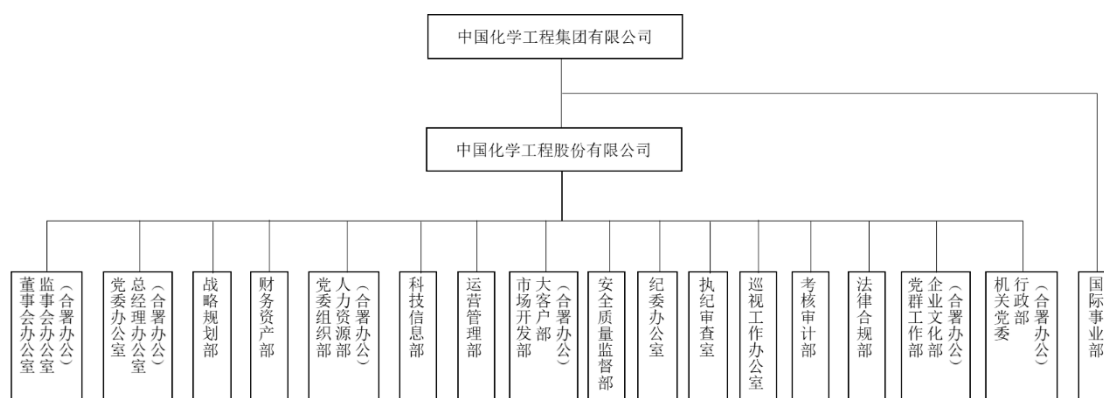 中国化学工程集团有限公司
中国化学工程股份有限公司
董事会办公室
监事会办公室
（合署办公）
党委办公室
总经理办公室
（合署办公）
战略规划部
财务资产部
党委组织部
人力资源部
（合署办公）
科技信息部
运营管理部
市场开发部
大客户部
（合署办公）
安全质量监督部
纪委办公室
执纪审查室
巡视工作办公室
考核审计部
法律合规部
党群工作部
企业文化部
（合署办公）
机关党委
行政部
（合署办公）
国际事业部